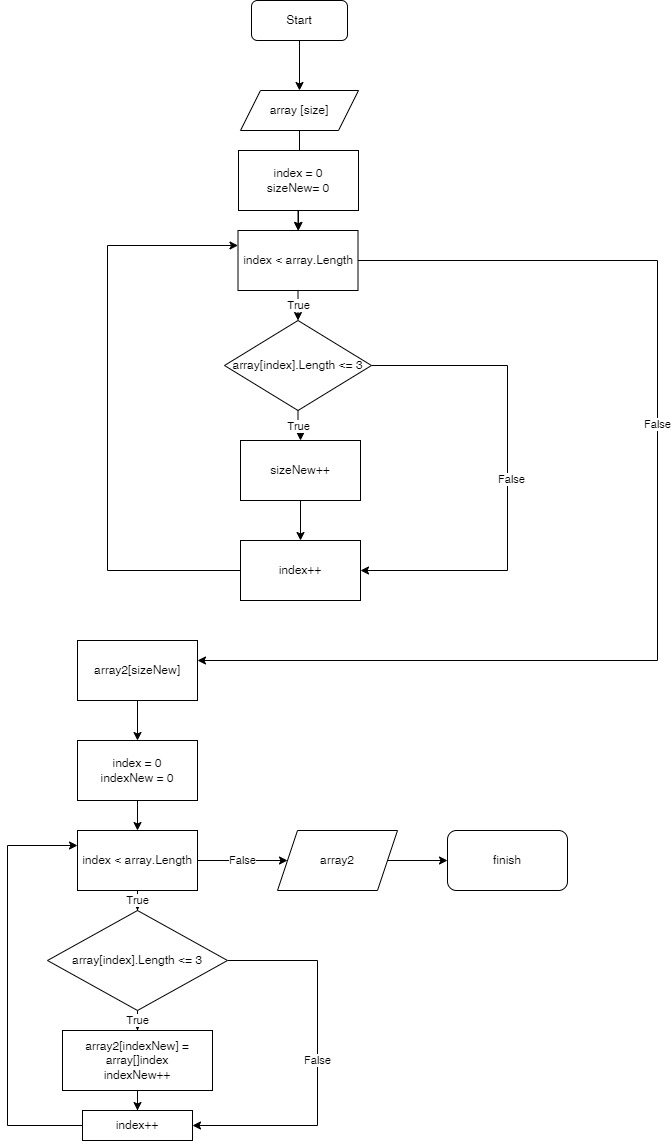 Start
array [size]
index = 0
sizeNew= 0
index < array.Length
True
array[index].Length <= 3
True
False
False
sizeNew++
index++
array2[sizeNew]
index = 0
indexNew = 0
index < array.Length
False
array2
finish
True
array[index].Length <= 3
True
array2[indexNew] =
array[]index
indexNew++
False
index++